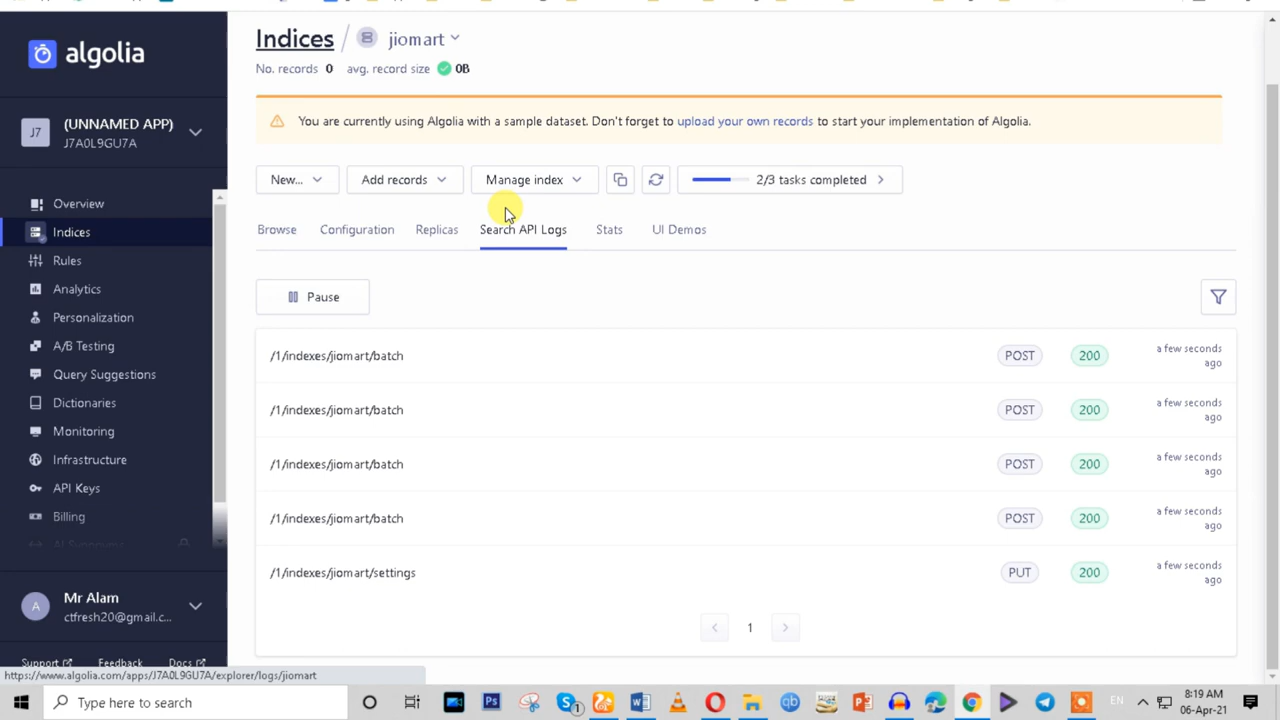 algolia
Indices / jiomart
No. records 0 avg. record size 0B
J7 (UNNAMED APP)
J7A0L9GU7A
You are currently using Algolia with a sample dataset. Don't forget to upload your own records to start your implementation of Algolia.
New... Add records Manage index 2/3 tasks completed
Overview
Indices
Rules
Analytics
Personalization
A/B Testing
Query Suggestions
Dictionaries
Monitoring
Infrastructure
API Keys
Billing
Browse Configuration Replicas Search API Logs Stats UI Demos
Pause
/1/indexes/jiomart/batch POST 200 a few seconds ago
/1/indexes/jiomart/batch POST 200 a few seconds ago
/1/indexes/jiomart/batch POST 200 a few seconds ago
/1/indexes/jiomart/batch POST 200 a few seconds ago
/1/indexes/jiomart/settings PUT 200 a few seconds ago
1
A Mr Alam
ctfresh20@gmail.c...
Support Feedback Docs
https://www.algolia.com/apps/J7A0L9GU7A/explorer/logs/jiomart
Type here to search
ENG 8:19 AM
06-Apr-21